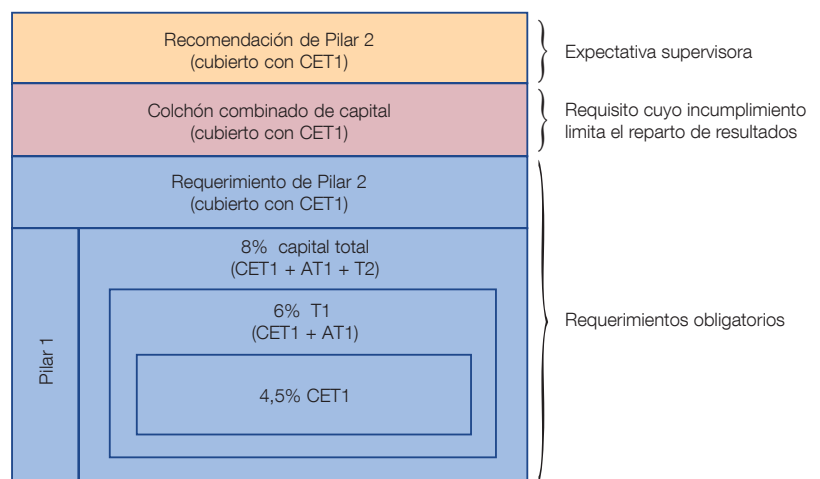 Recomendación de Pilar 2
(cubierto con CET1)
Expectativa supervisora
Colchón combinado de capital
(cubierto con CET1)
Requisito cuyo incumplimiento
limita el reparto de resultados
Requerimiento de Pilar 2
(cubierto con CET1)
8% capital total
(CET1 + AT1 + T2)
6% T1
(CET1 + AT1)
4,5% CET1
Pilar 1
Requerimientos obligatorios